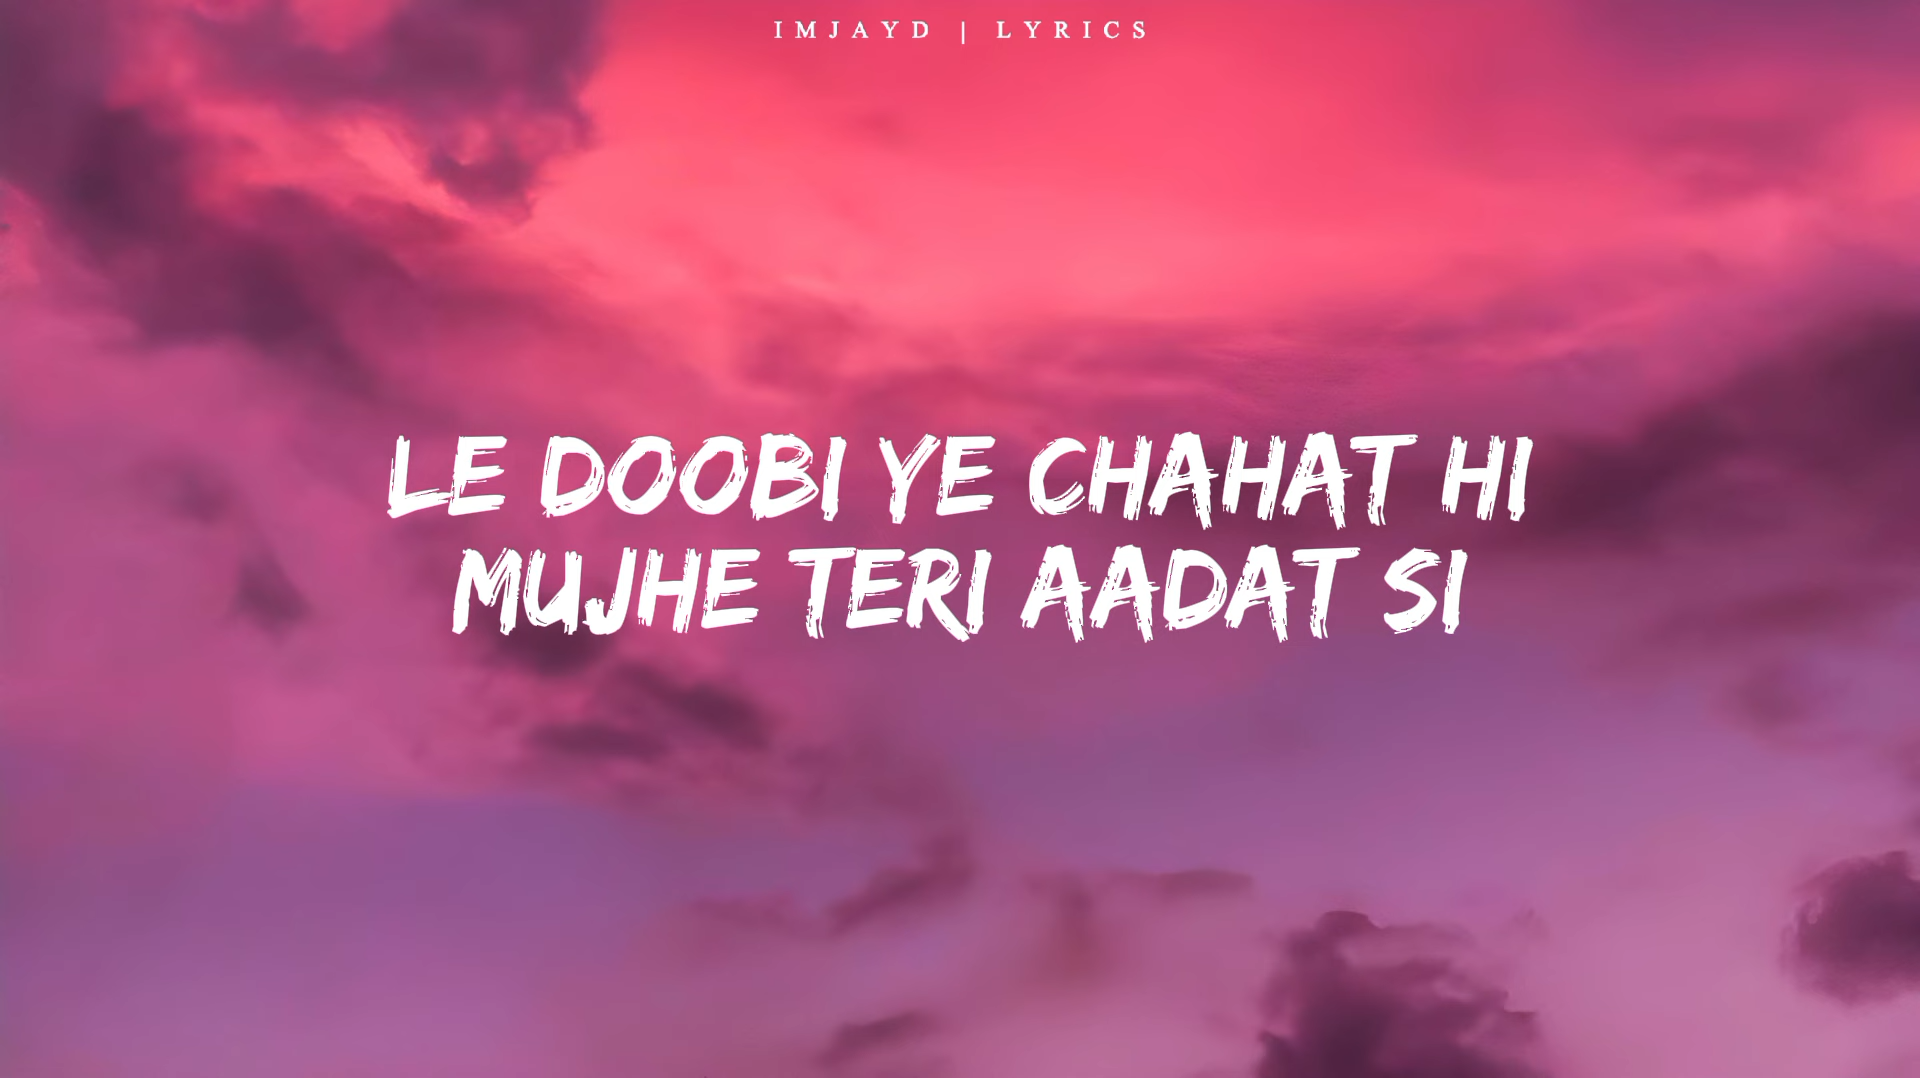 IMJAYD | LYRICS
LE DOOBI YE CHAHAT HI
MUJHE TERI AADAT SI